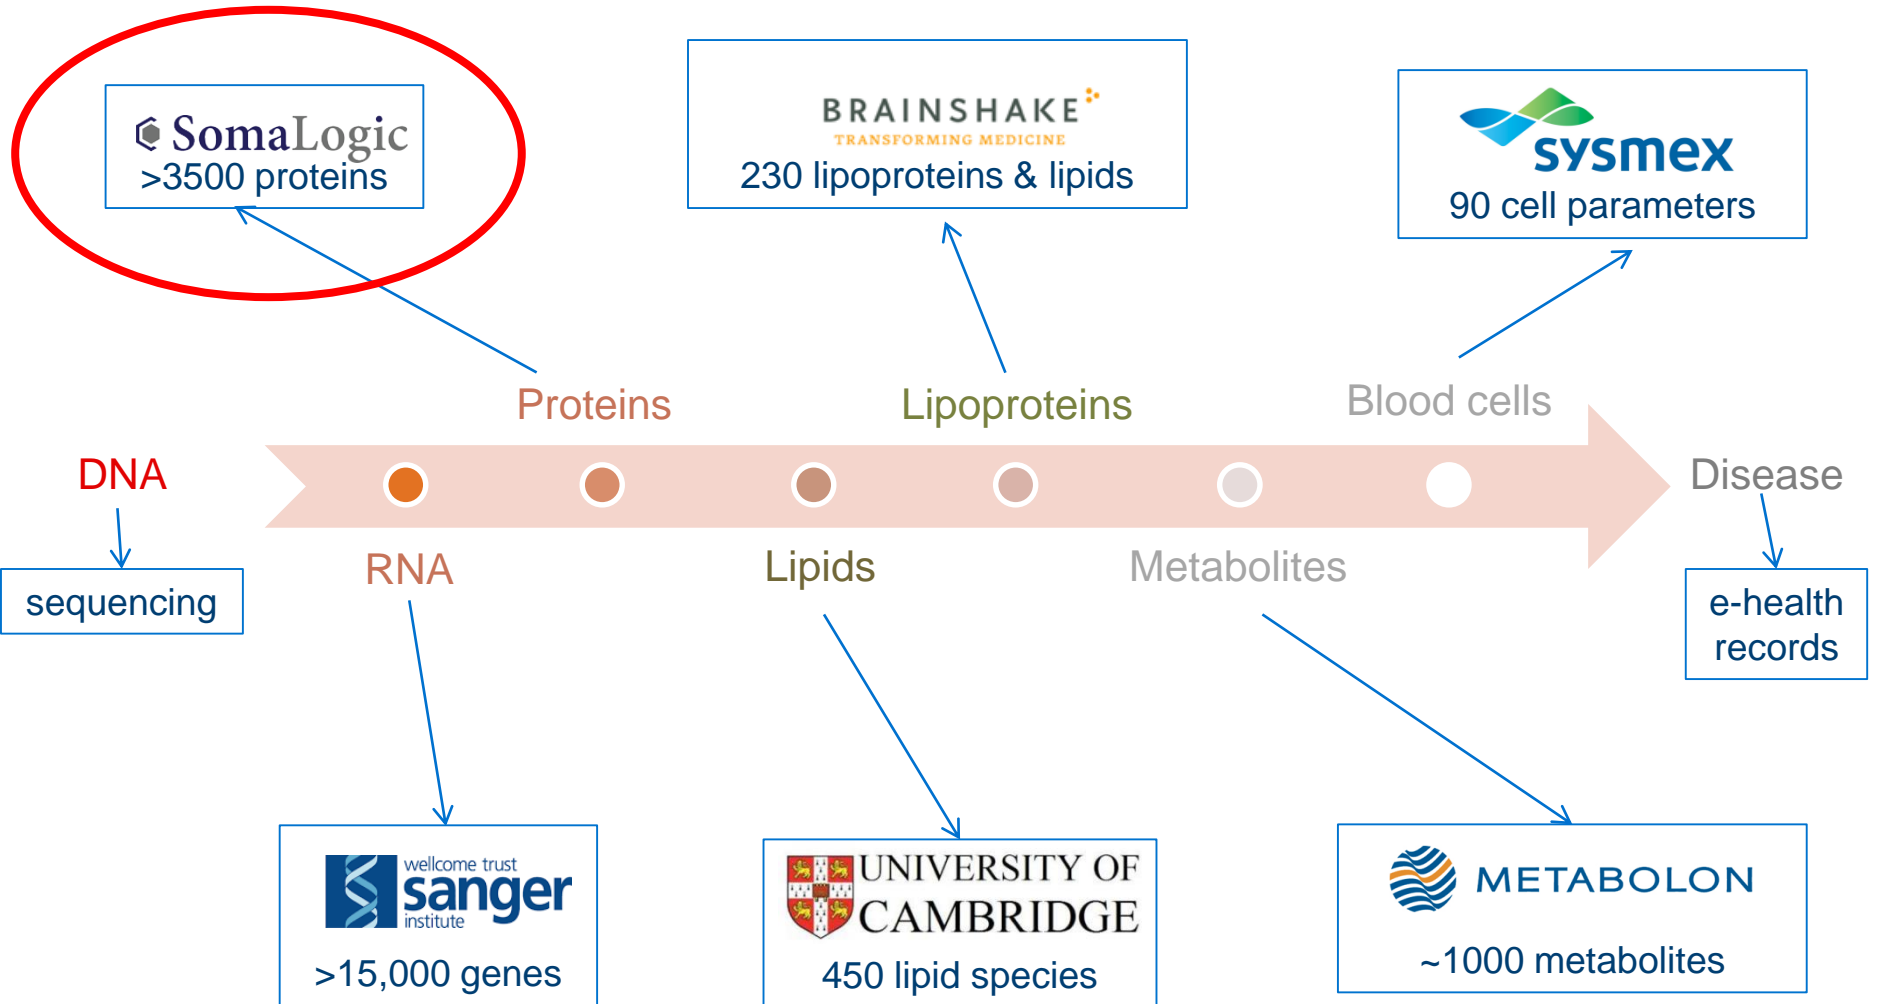 SomaLogic
>3500 proteins
BRAINSHAKE
TRANSFORMING MEDICINE
230 lipoproteins & lipids
sysmex
90 cell parameters
Proteins
Lipoproteins
Blood cells
DNA
Disease
RNA
Lipids
Metabolites
sequencing
e-health
records
wellcome trust
sanger
institute
>15,000 genes
UNIVERSITY OF
CAMBRIDGE
450 lipid species
METABOLON
~1000 metabolites